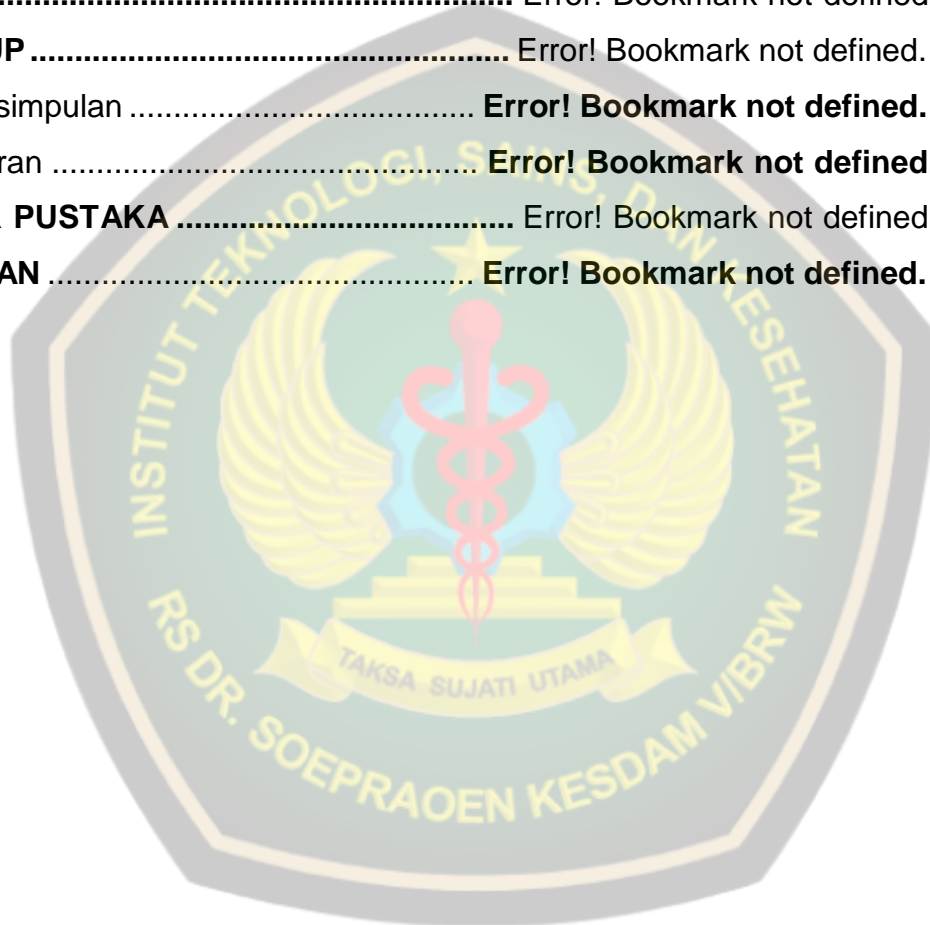 .................................................... Error! Bookmark not defined
UP..................................................... Error! Bookmark not defined.
simpulan ...................................... Error! Bookmark not defined.
ran ............................................... Error! Bookmark not defined
PUSTAKA ..................................... Error! Bookmark not defined
AN ............................................... Error! Bookmark not defined.
INSTITUT TEKNOLOGI, SAINS, DAN KESEHATAN
TAKSA SUJATI UTAMA
RS DR. SOEPRAOEN KESDAM V/BRW